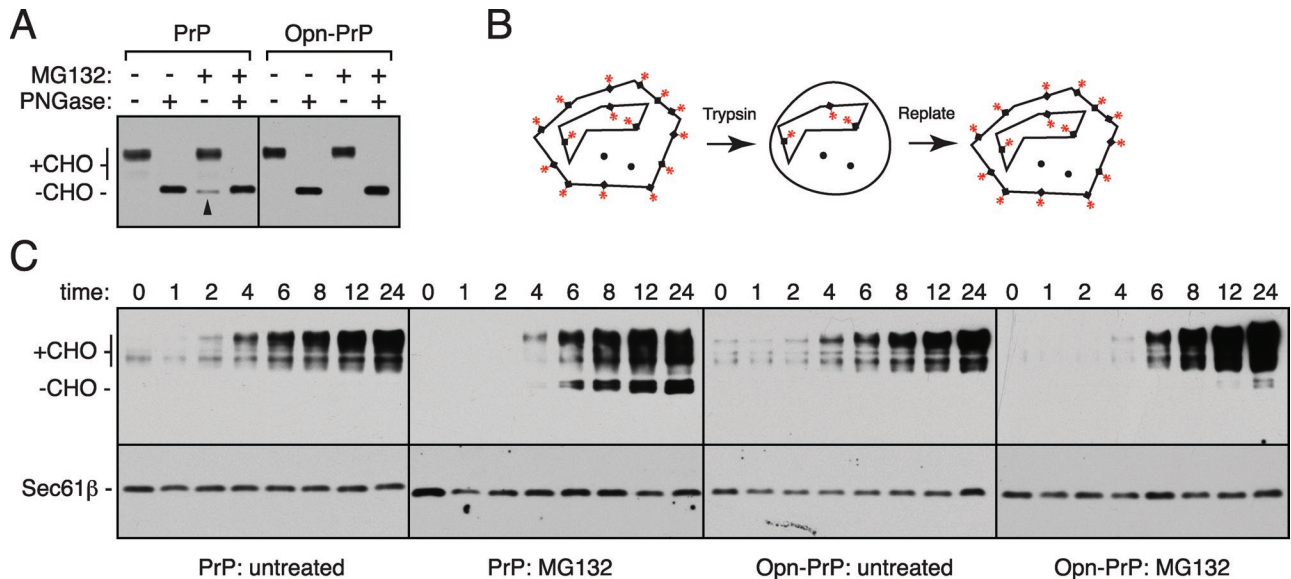 A
PrP Opn-PrP
MG132: - - + + - - + +
PNGase: - + - + - + - +
+CHO
-CHO -
B
Trypsin Replate
* * * * * * * * * * * * * * * * * * * * * * * * * * * * *
C
time: 0 1 2 4 6 8 12 24 0 1 2 4 6 8 12 24 0 1 2 4 6 8 12 24 0 1 2 4 6 8 12 24
+CHO
-CHO -
Sec61β -
PrP: untreated PrP: MG132 Opn-PrP: untreated Opn-PrP: MG132